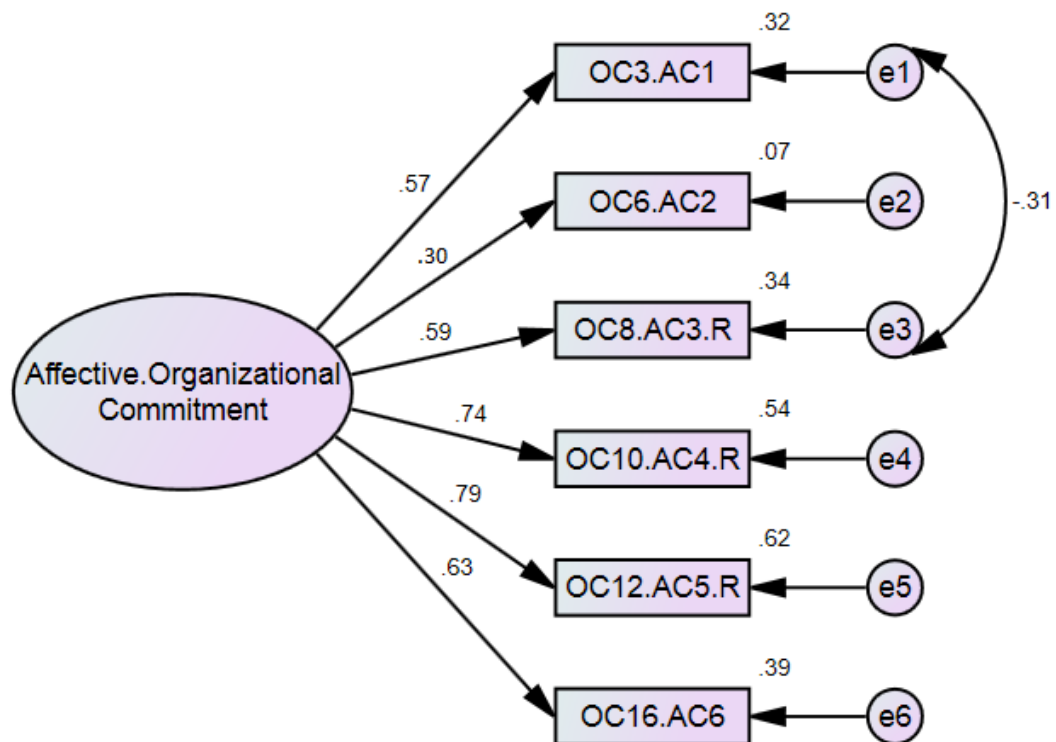 .32
OC3.AC1
e1
.57
.07
OC6.AC2
e2
-.31
.30
.34
OC8.AC3.R
e3
.59
Affective.Organizational
Commitment
.54
.74
OC10.AC4.R
e4
.79
.62
OC12.AC5.R
e5
.63
.39
OC16.AC6
e6